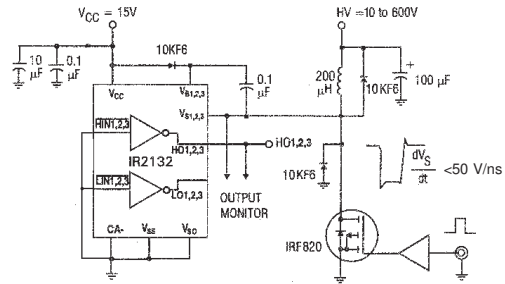 V_CC = 15V
HV =10 to 600V
10KF6
10 μF
0.1 μF
0.1 μF
200 μH
10KF6
+
100 μF
V_CC
V_B1,2,3
V_S1,2,3
HIN1,2,3
HO1,2,3
HO1,2,3
IR2132
LIN1,2,3
LO1,2,3
OUTPUT
MONITOR
10KF6
dV_S
dt
<50 V/ns
CA-
V_SS
V_SO
IRF820